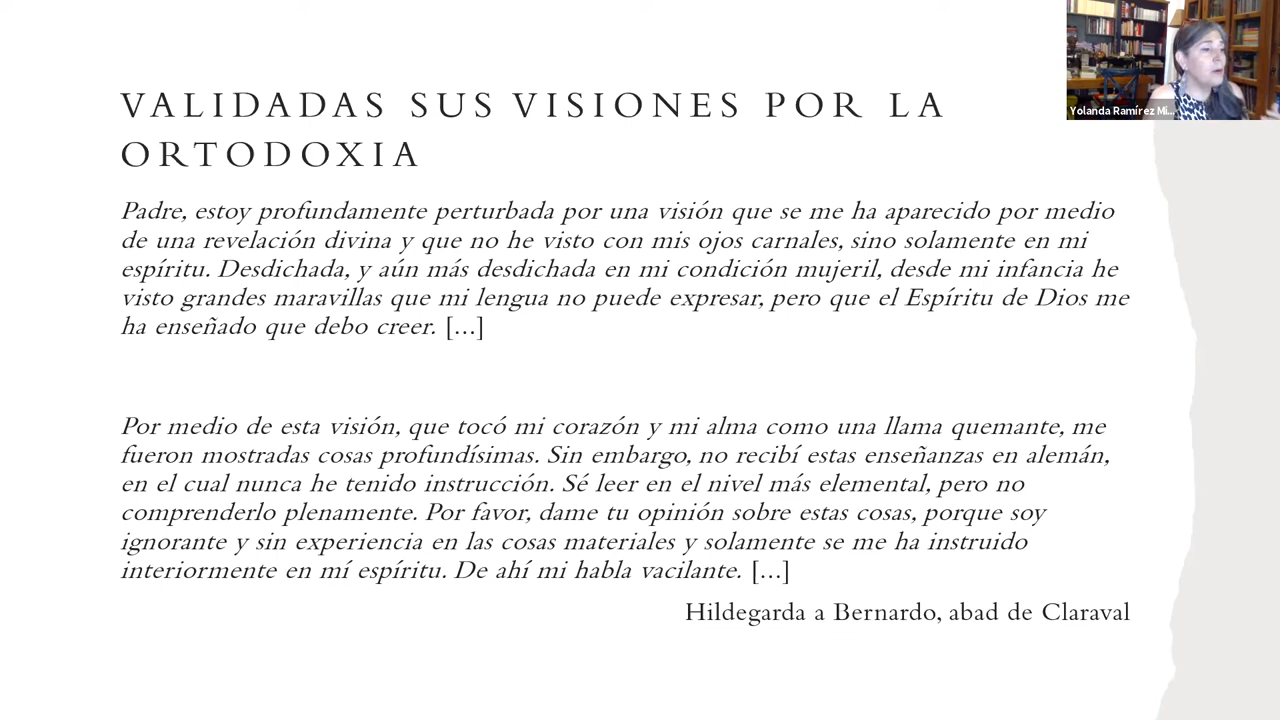 VALIDADAS SUS VISIONES POR LA
ORTODOXIA
Padre, estoy profundamente perturbada por una visión que se me ha aparecido por medio
de una revelación divina y que no he visto con mis ojos carnales, sino solamente en mi
espíritu. Desdichada, y aún más desdichada en mi condición mujeril, desde mi infancia he
visto grandes maravillas que mi lengua no puede expresar, pero que el Espíritu de Dios me
ha enseñado que debo creer. [...]
Por medio de esta visión, que tocó mi corazón y mi alma como una llama quemante, me
fueron mostradas cosas profundísimas. Sin embargo, no recibí estas enseñanzas en alemán,
en el cual nunca he tenido instrucción. Sé leer en el nivel más elemental, pero no
comprenderlo plenamente. Por favor, dame tu opinión sobre estas cosas, porque soy
ignorante y sin experiencia en las cosas materiales y solamente se me ha instruido
interiormente en mí espíritu. De ahí mi habla vacilante. [...]
Hildegarda a Bernardo, abad de Claraval
Yolanda Ramírez Mi...